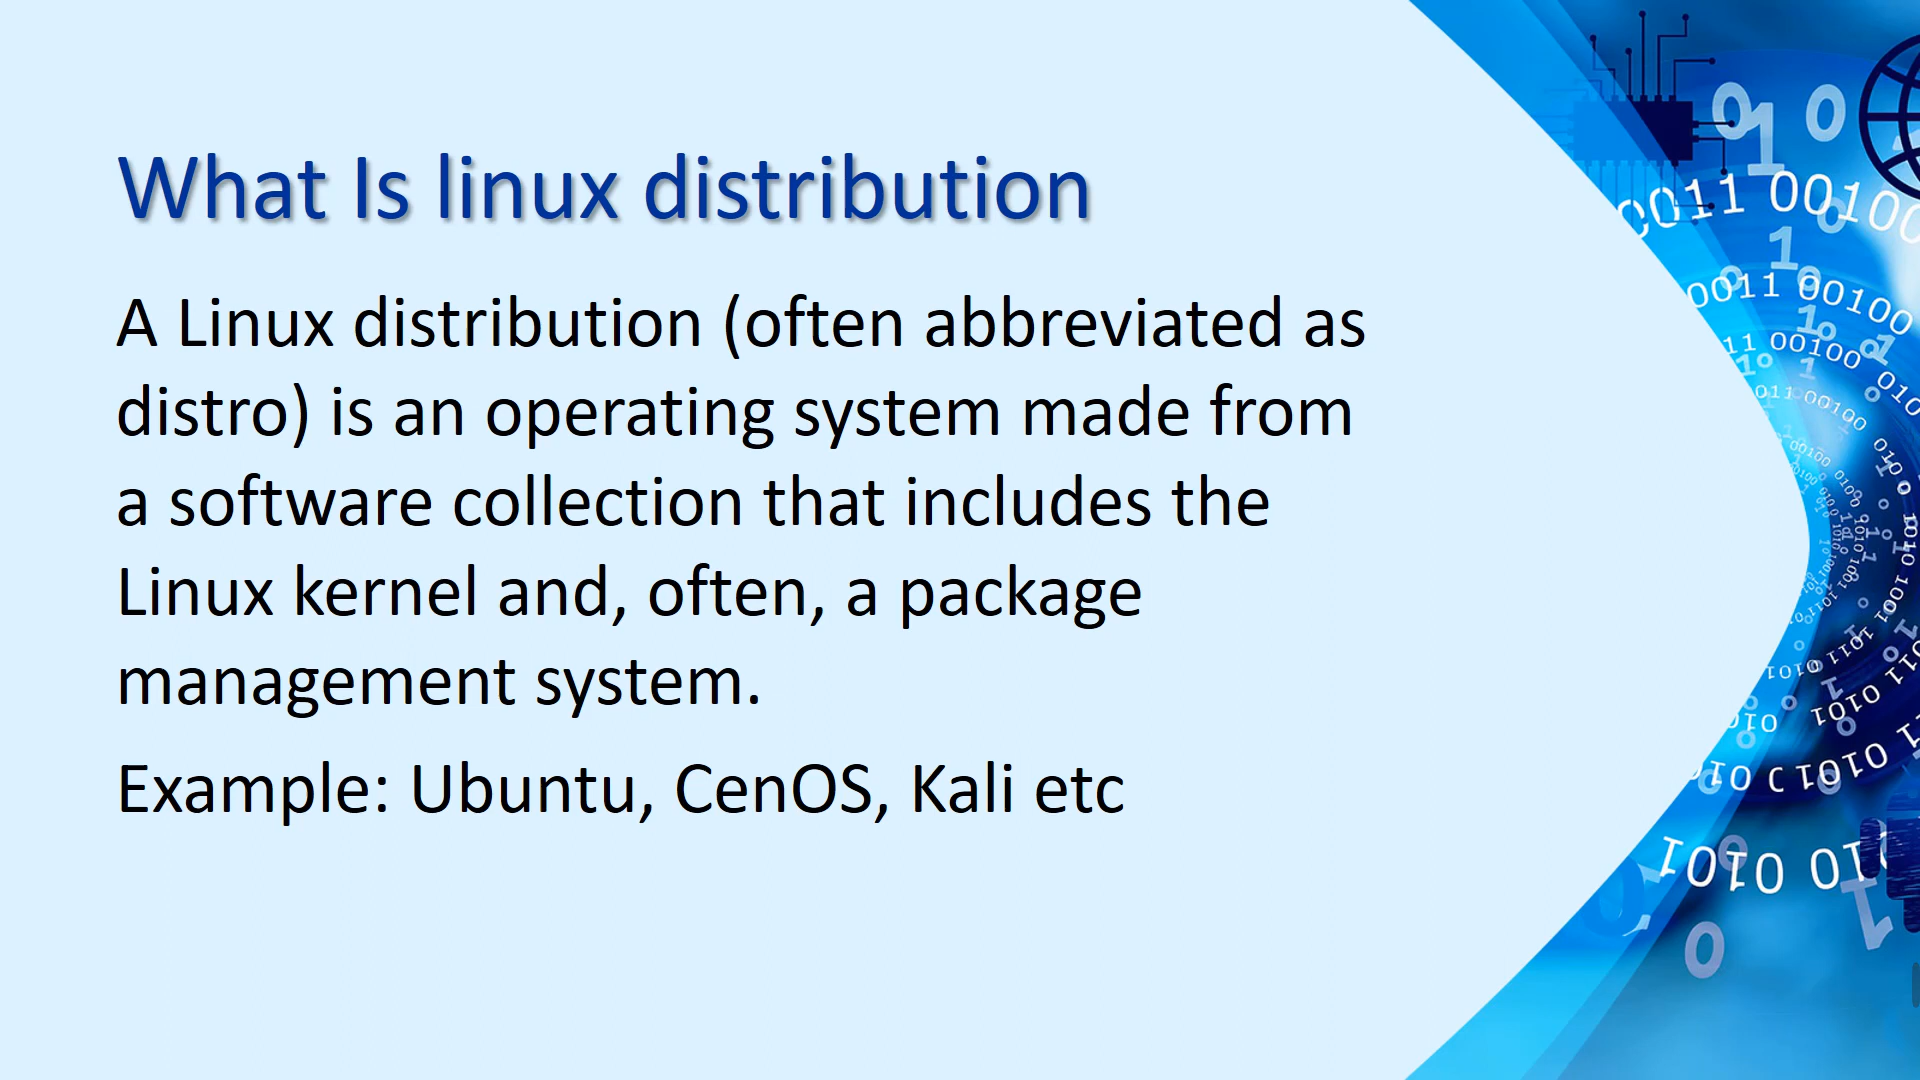 What Is linux distribution
A Linux distribution (often abbreviated as
distro) is an operating system made from
a software collection that includes the
Linux kernel and, often, a package
management system.
Example: Ubuntu, CenOS, Kali etc